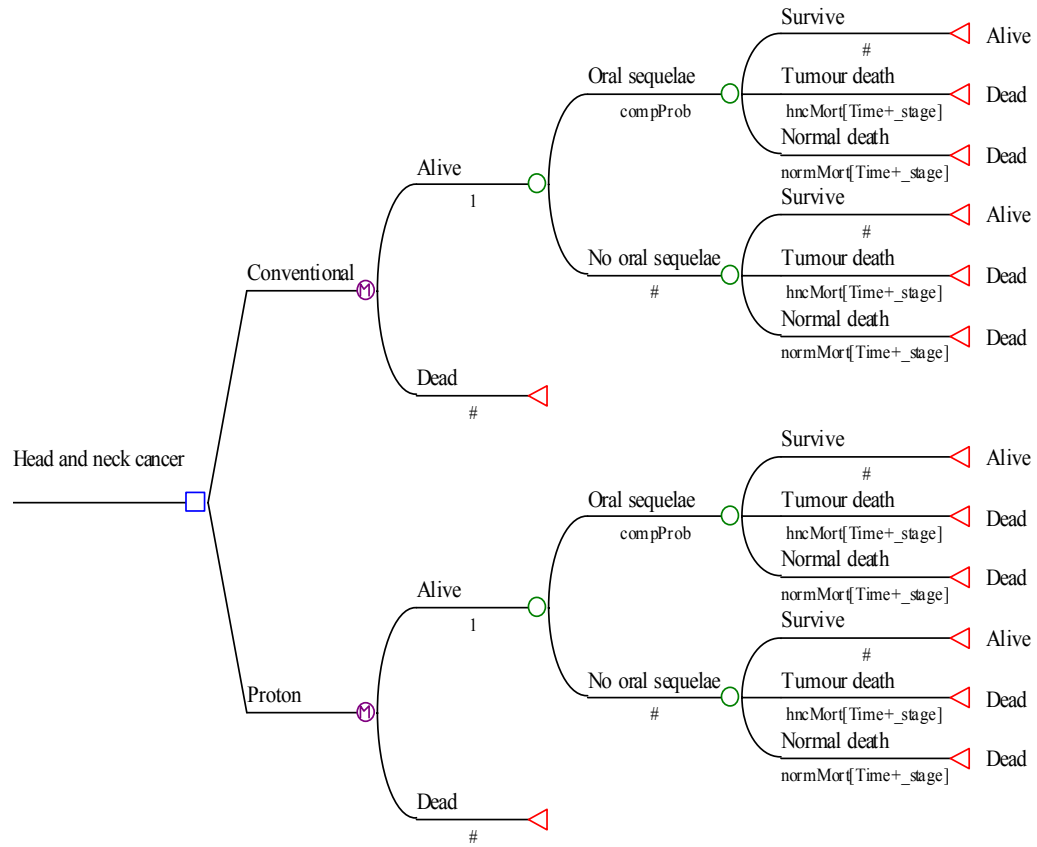 Survive
#
Alive
Oral sequelae
compProb
Tumour death
hncMort[Time+_stage]
Dead
Normal death
normMort[Time+_stage]
Dead
Alive
1
Survive
#
Alive
No oral sequelae
#
Tumour death
hncMort[Time+_stage]
Dead
Normal death
normMort[Time+_stage]
Dead
Conventional
M
Dead
#
Head and neck cancer
Survive
#
Alive
Oral sequelae
compProb
Tumour death
hncMort[Time+_stage]
Dead
Normal death
normMort[Time+_stage]
Dead
Alive
1
Survive
#
Alive
No oral sequelae
#
Tumour death
hncMort[Time+_stage]
Dead
Normal death
normMort[Time+_stage]
Dead
Proton
M
Dead
#